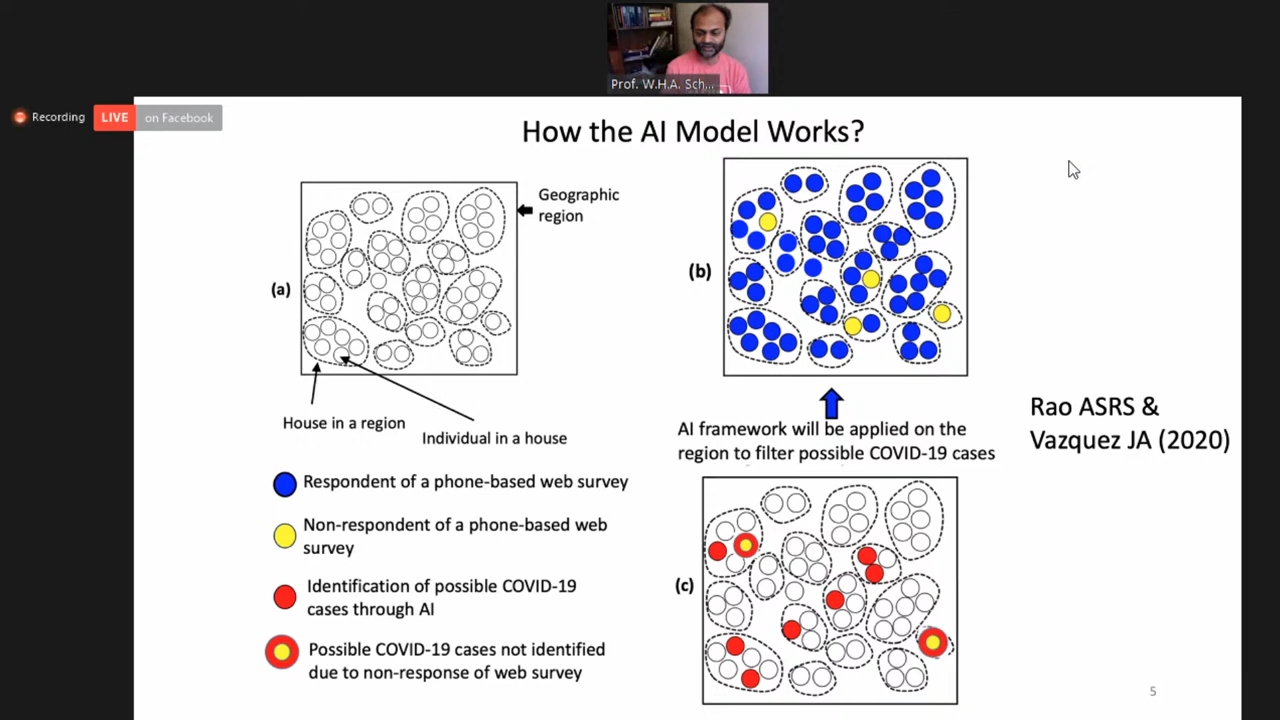 Prof. W.H.A. Sch...
Recording
LIVE
on Facebook
How the AI Model Works?
Geographic
region
(a)
House in a region
Individual in a house
(b)
AI framework will be applied on the
region to filter possible COVID-19 cases
Rao ASRS &
Vazquez JA (2020)
Respondent of a phone-based web survey
Non-respondent of a phone-based web
survey
Identification of possible COVID-19
cases through AI
Possible COVID-19 cases not identified
due to non-response of web survey
(c)
5